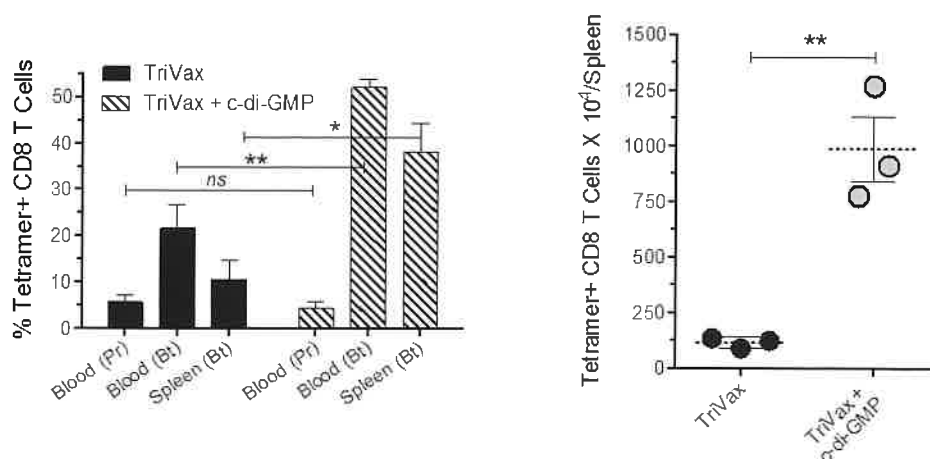 % Tetramer+ CD8 T Cells
50
40
30
20
10
0
TriVax
TriVax + c-di-GMP
*
**
ns
Blood (Pr)
Blood (Bt)
Spleen (Bt)
Blood (Pr)
Blood (Bt)
Spleen (Bt)
Tetramer+ CD8 T Cells X 10⁴/Spleen
1500
1250
1000
750
500
250
0
**
TriVax
TriVax +
c-di-GMP